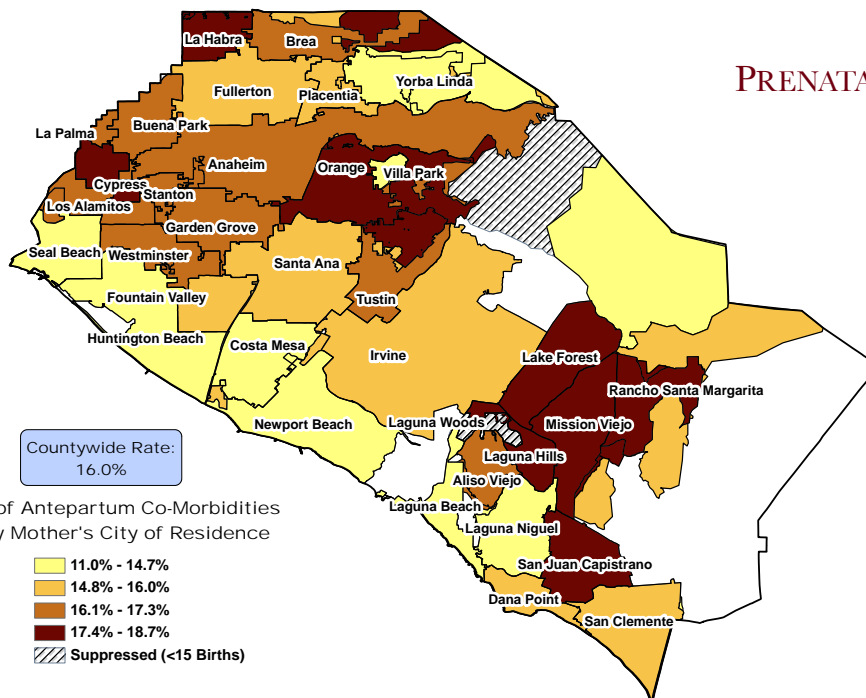 La Habra
Brea
PRENATA
Yorba Linda
Fullerton
Placentia
La Palma
Buena Park
Anaheim
Orange
Villa Park
Cypress
Stanton
Los Alamitos
Garden Grove
Seal Beach
Westminster
Santa Ana
Fountain Valley
Tustin
Huntington Beach
Costa Mesa
Irvine
Lake Forest
Rancho Santa Margarita
Newport Beach
Laguna Woods
Mission Viejo
Countywide Rate:
16.0%
Laguna Hills
Aliso Viejo
Laguna Beach
of Antepartum Co-Morbidities
y Mother's City of Residence
Laguna Niguel
San Juan Capistrano
Dana Point
San Clemente
11.0% - 14.7%
14.8% - 16.0%
16.1% - 17.3%
17.4% - 18.7%
Suppressed (<15 Births)